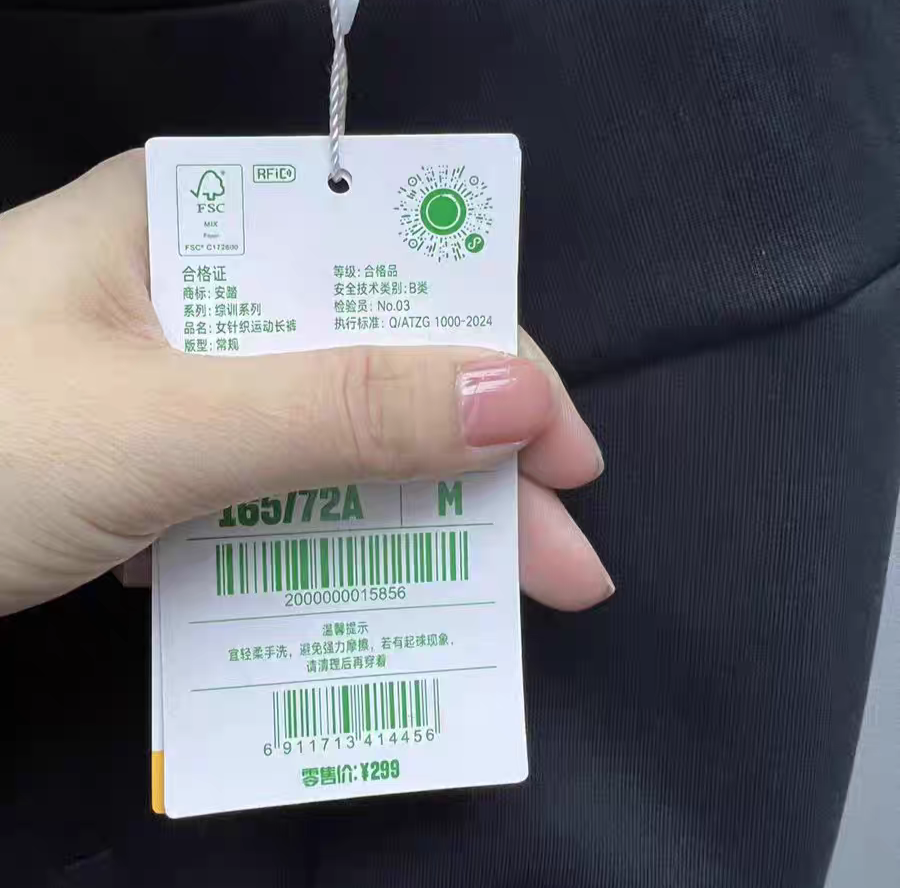 RFID
FSC
MIX
Paper
FSC® C172600
合格证
商标: 安踏
系列: 综训系列
品名: 女针织运动长裤
版型: 常规
等级: 合格品
安全技术类别: B类
检验员: No.03
执行标准: Q/ATZG 1000-2024
165/72A
M
2000000015856
温馨提示
宜轻柔手洗, 避免强力摩擦, 若有起球现象,
请清理后再穿着
6 911713 414456
零售价: ¥299